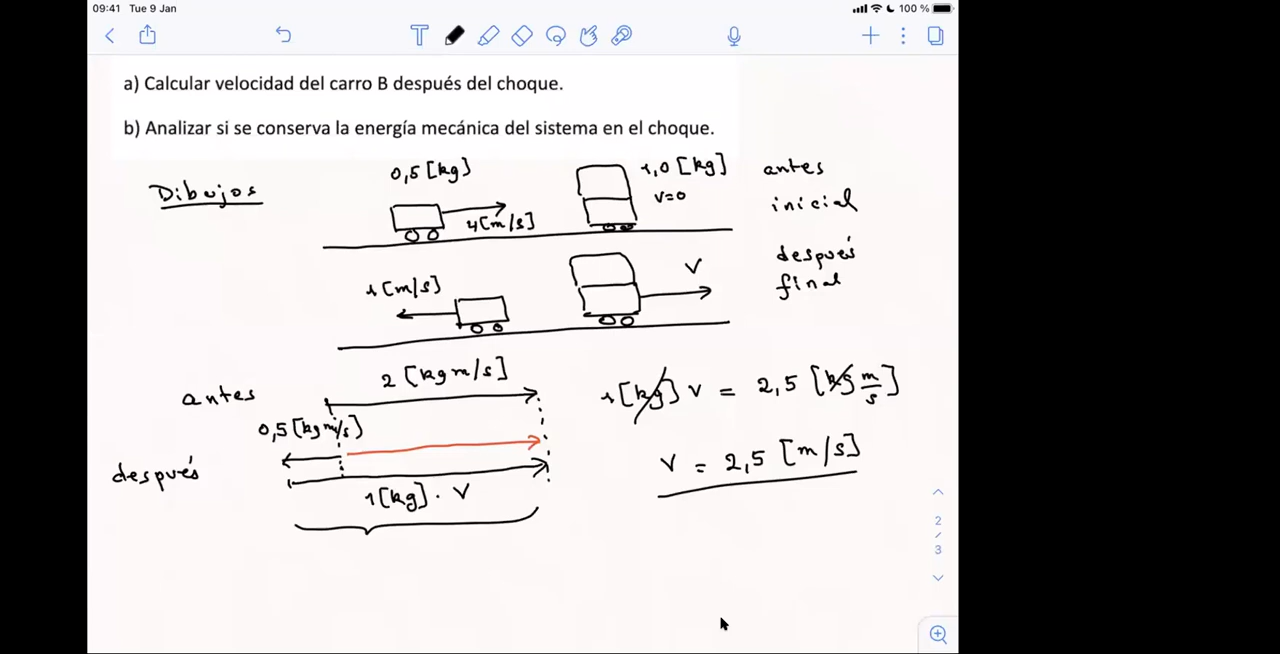 09:41 Tue 9 Jan
100 %
a) Calcular velocidad del carro B después del choque.
b) Analizar si se conserva la energía mecánica del sistema en el choque.
Dibujos
0,5 [kg]
1,0 [kg]
v=0
antes
inicial
4[m/s]
1[m/s]
V
después
final
antes
2 [kgm/s]
0,5[kgm/s]
después
1[kg] · V
1[kg] V = 2,5 [kg m/s]
V = 2,5 [m/s]
2
/
3